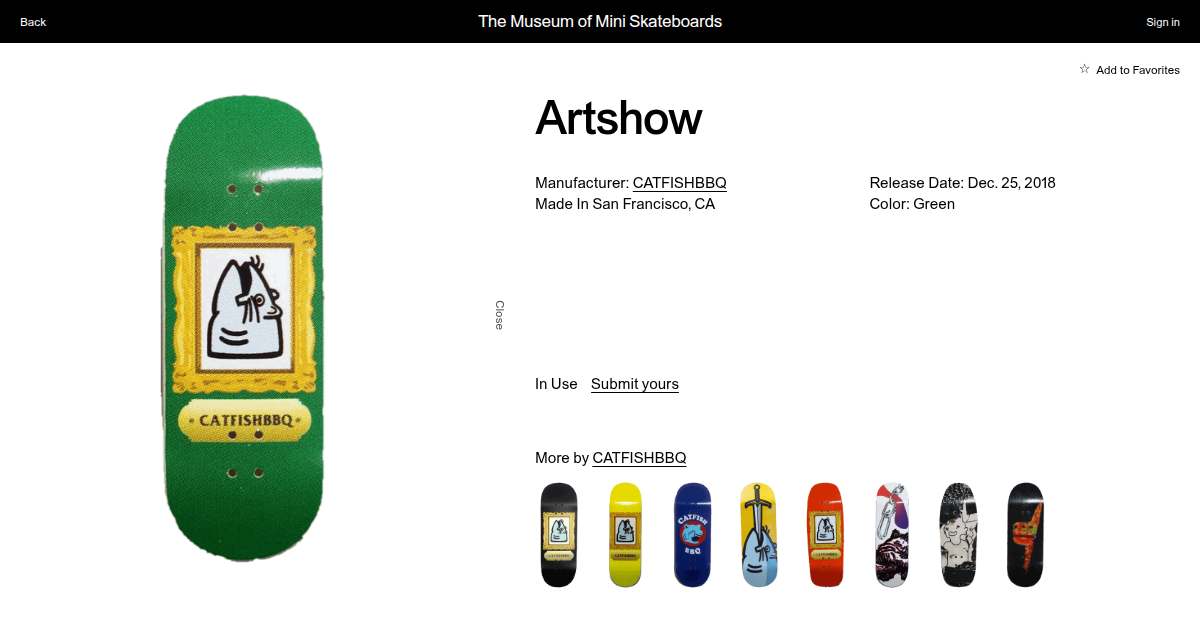 Back
The Museum of Mini Skateboards
Sign in
☆ Add to Favorites
Artshow
Manufacturer: CATFISHBBQ
Made In San Francisco, CA
Release Date: Dec. 25, 2018
Color: Green
CATFISHBBQ
Close
In Use Submit yours
More by CATFISHBBQ
CATFISH
BBQ